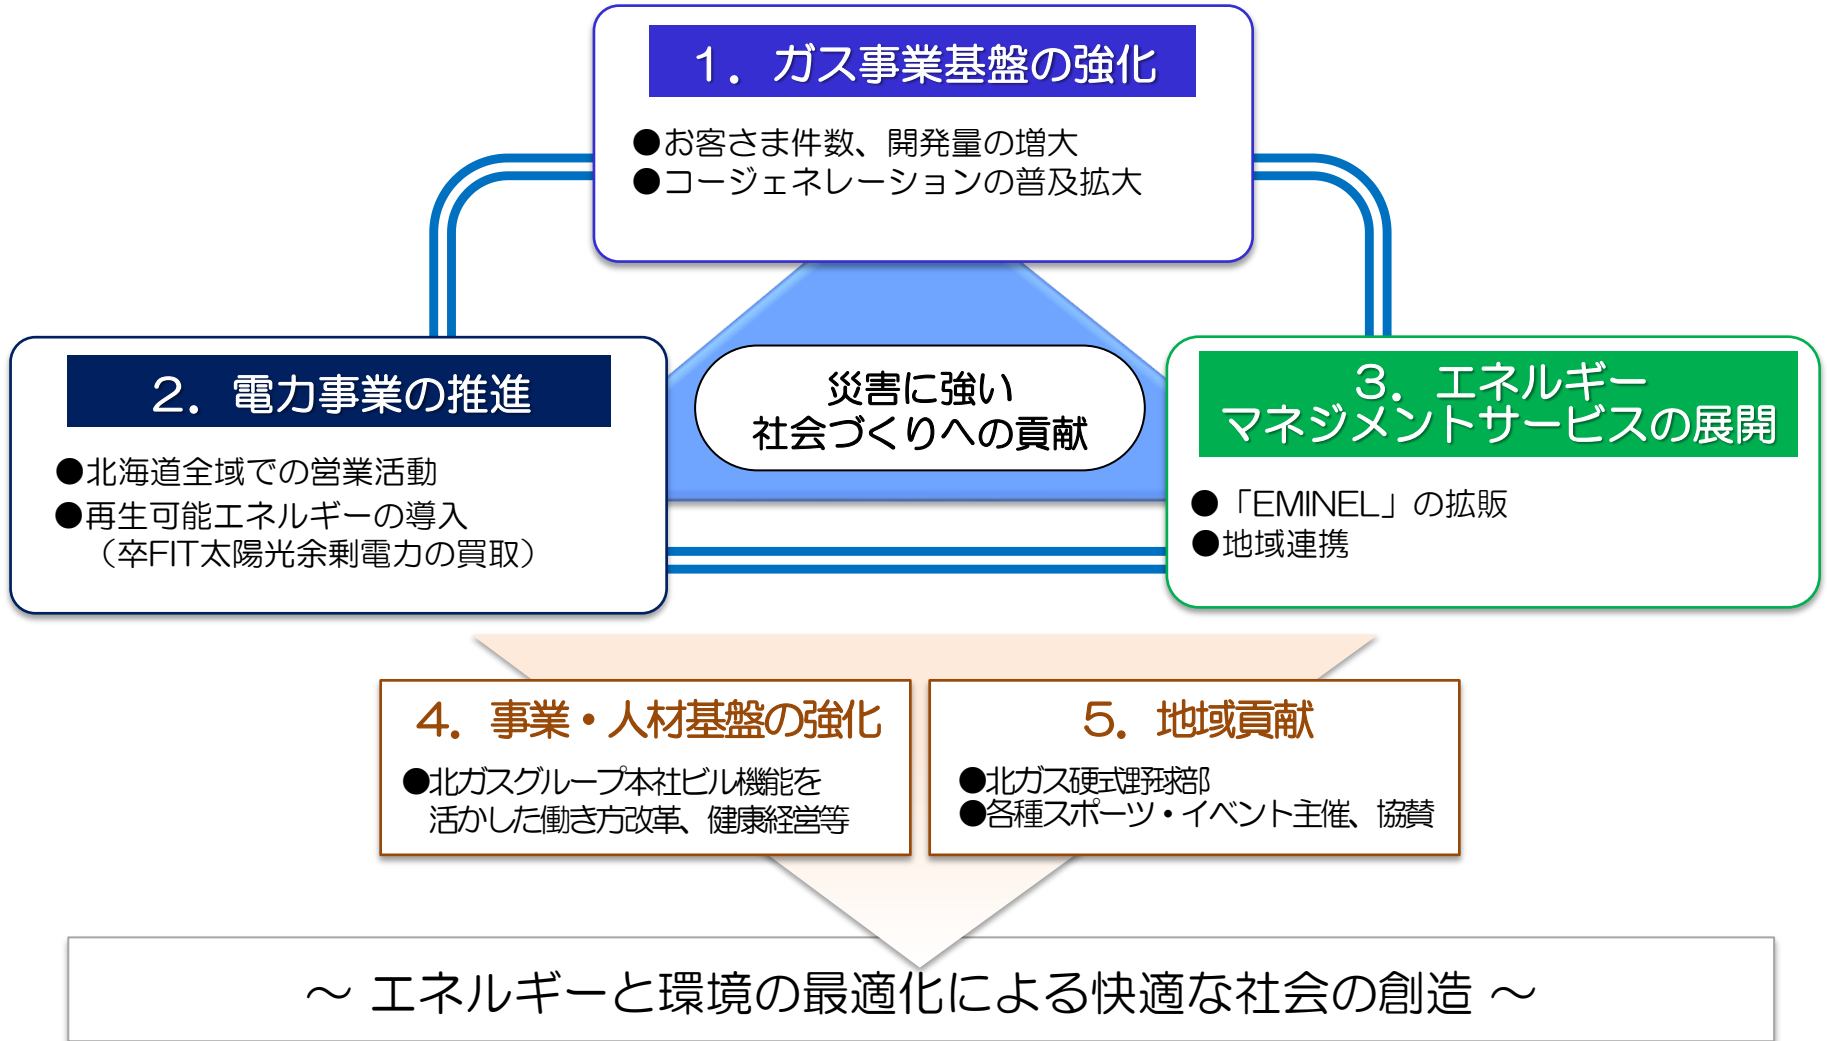 １．ガス事業基盤の強化
●お客さま件数、開発量の増大
●コージェネレーションの普及拡大
２．電力事業の推進
●北海道全域での営業活動
●再生可能エネルギーの導入
（卒FIT太陽光余剰電力の買取）
災害に強い
社会づくりへの貢献
３．エネルギー
マネジメントサービスの展開
●「EMINEL」の拡販
●地域連携
４．事業・人材基盤の強化
●北ガスグループ本社ビル機能を
活かした働き方改革、健康経営等
５．地域貢献
●北ガス硬式野球部
●各種スポーツ・イベント主催、協賛
～ エネルギーと環境の最適化による快適な社会の創造 ～